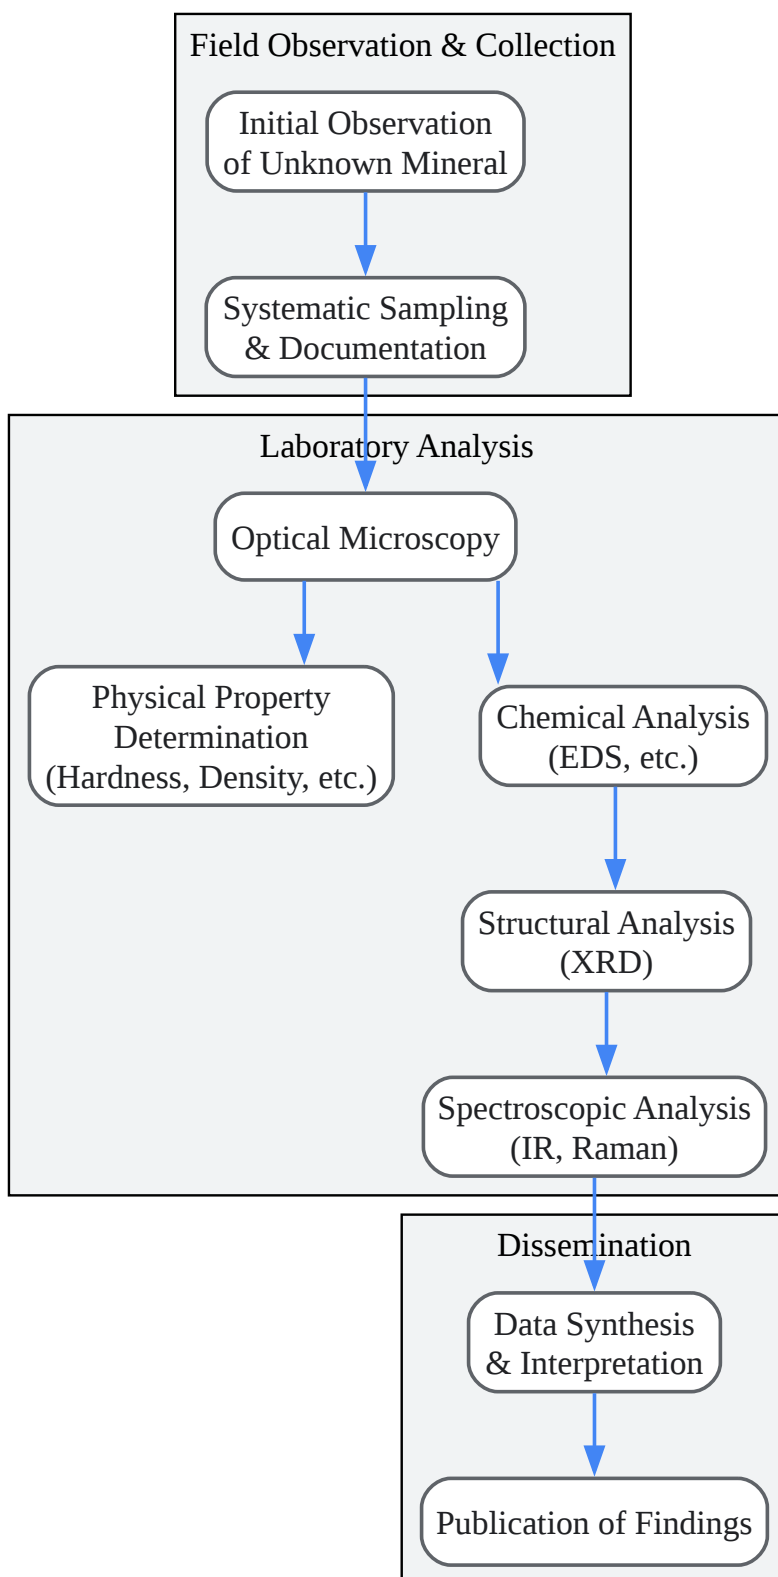 Field Observation & Collection
Initial Observation
of Unknown Mineral
Systematic Sampling
& Documentation
Laboratory Analysis
Optical Microscopy
Physical Property
Determination
(Hardness, Density, etc.)
Chemical Analysis
(EDS, etc.)
Structural Analysis
(XRD)
Spectroscopic Analysis
(IR, Raman)
Dissemination
Data Synthesis
& Interpretation
Publication of Findings